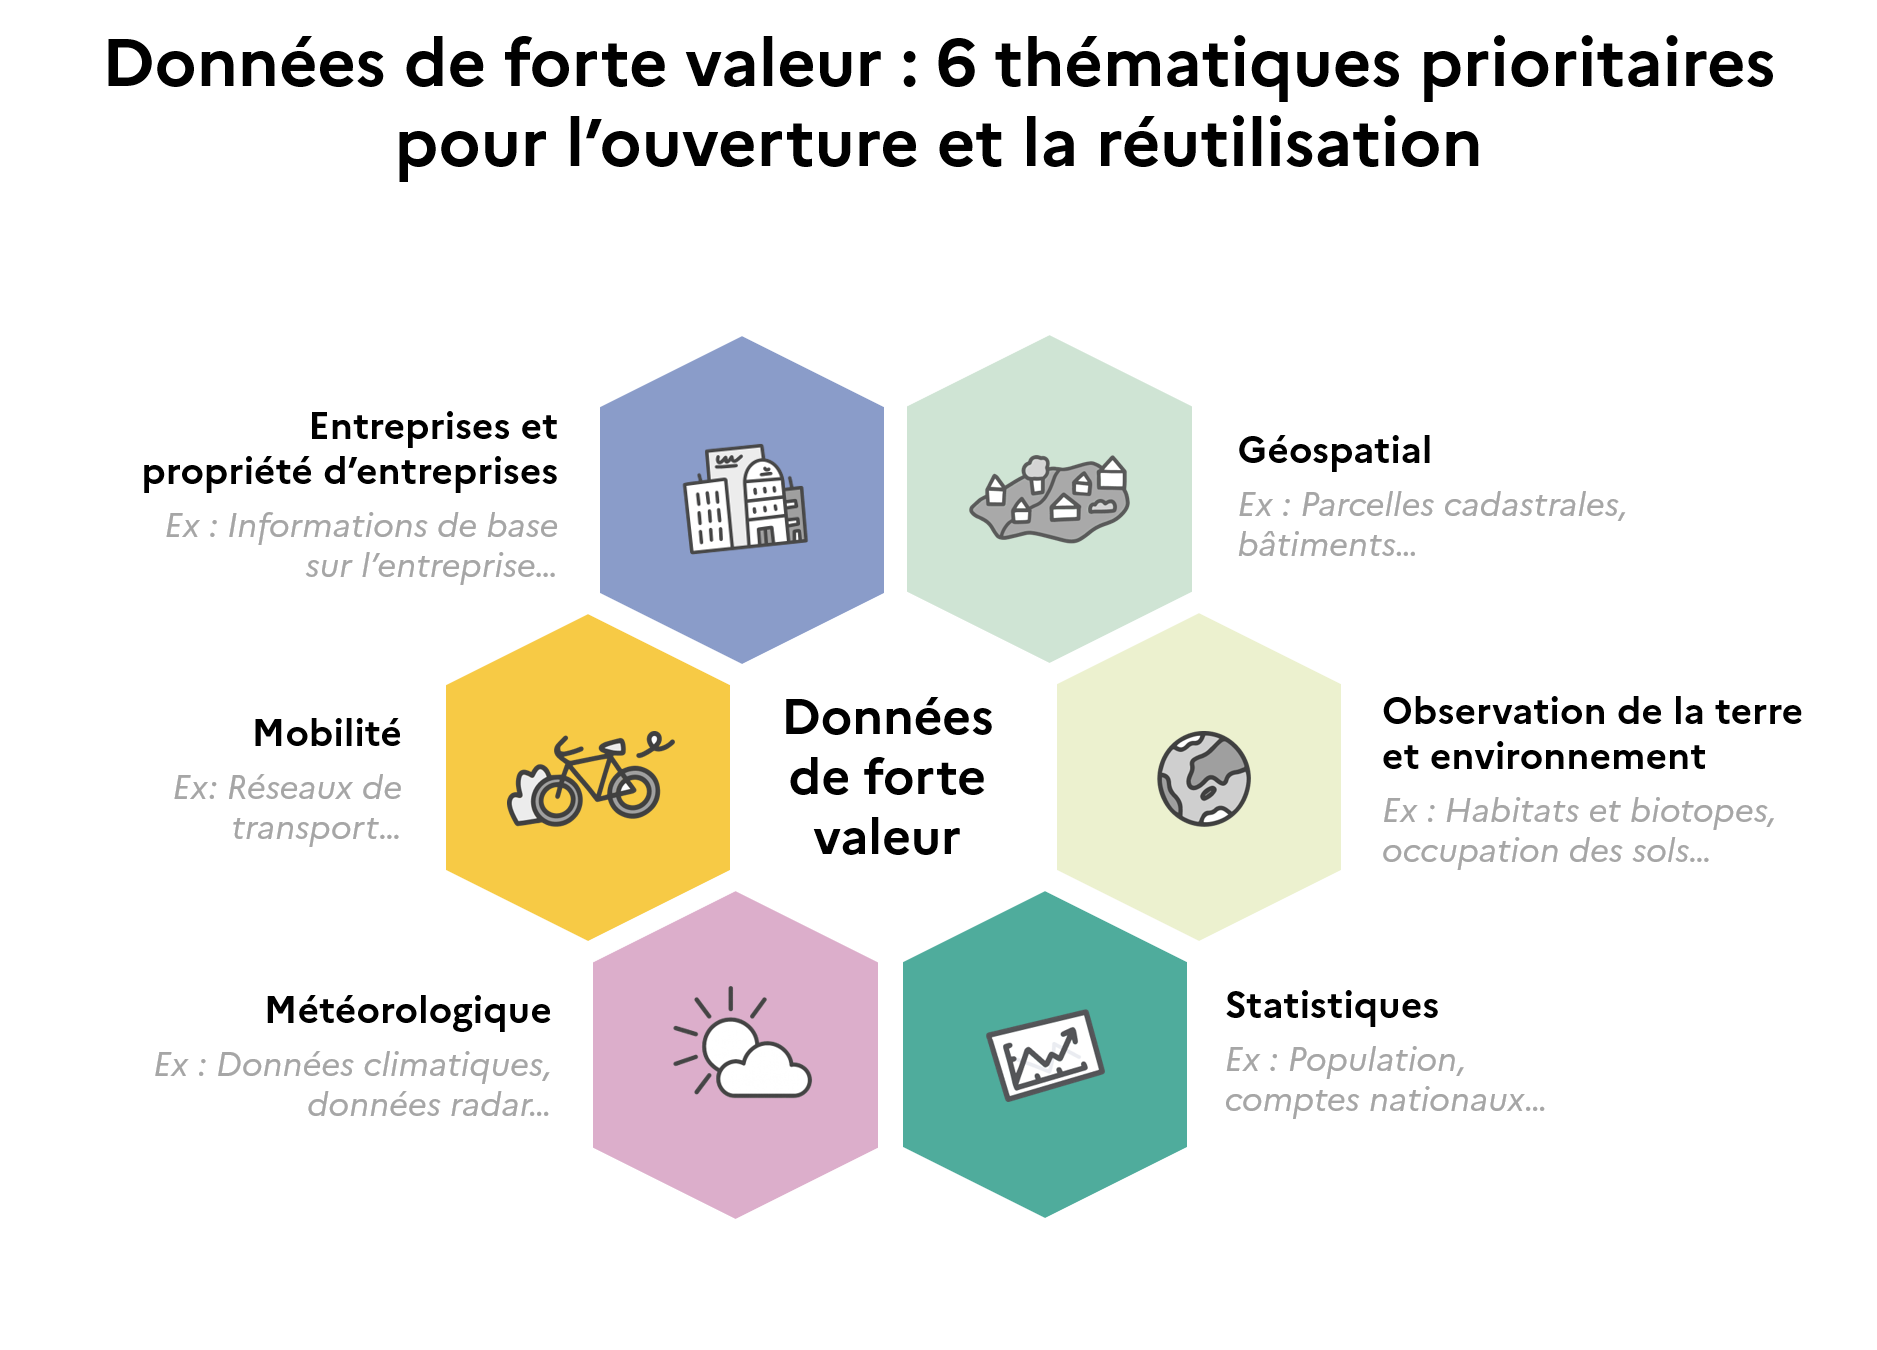 Données de forte valeur : 6 thématiques prioritaires
pour l’ouverture et la réutilisation
Entreprises et
propriété d’entreprises
Ex : Informations de base
sur l’entreprise…
Géospatial
Ex : Parcelles cadastrales,
bâtiments…
Mobilité
Ex: Réseaux de
transport…
Données
de forte
valeur
Observation de la terre
et environnement
Ex : Habitats et biotopes,
occupation des sols…
Météorologique
Ex : Données climatiques,
données radar…
Statistiques
Ex : Population,
comptes nationaux…